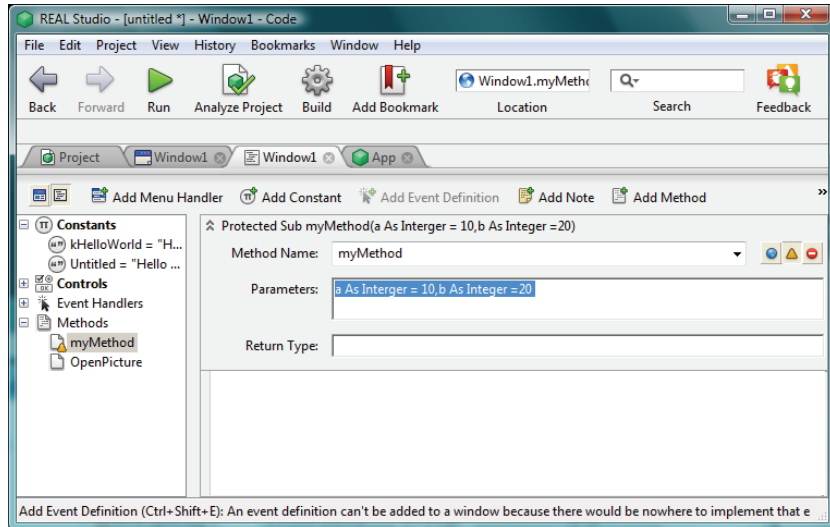 REAL Studio - [untitled *] - Window1 - Code
File Edit Project View History Bookmarks Window Help
Window1.myMetho
Back Forward Run Analyze Project Build Add Bookmark Location Search Feedback
Project Window1 Window1 App
Add Menu Handler Add Constant Add Event Definition Add Note Add Method »
Constants
kHelloWorld = "H...
Untitled = "Hello ...
Controls
Event Handlers
Methods
myMethod
OpenPicture
Protected Sub myMethod(a As Interger = 10,b As Integer =20)
Method Name: myMethod
Parameters: a As Interger = 10,b As Integer =20
Return Type:
Add Event Definition (Ctrl+Shift+E): An event definition can't be added to a window because there would be nowhere to implement that e